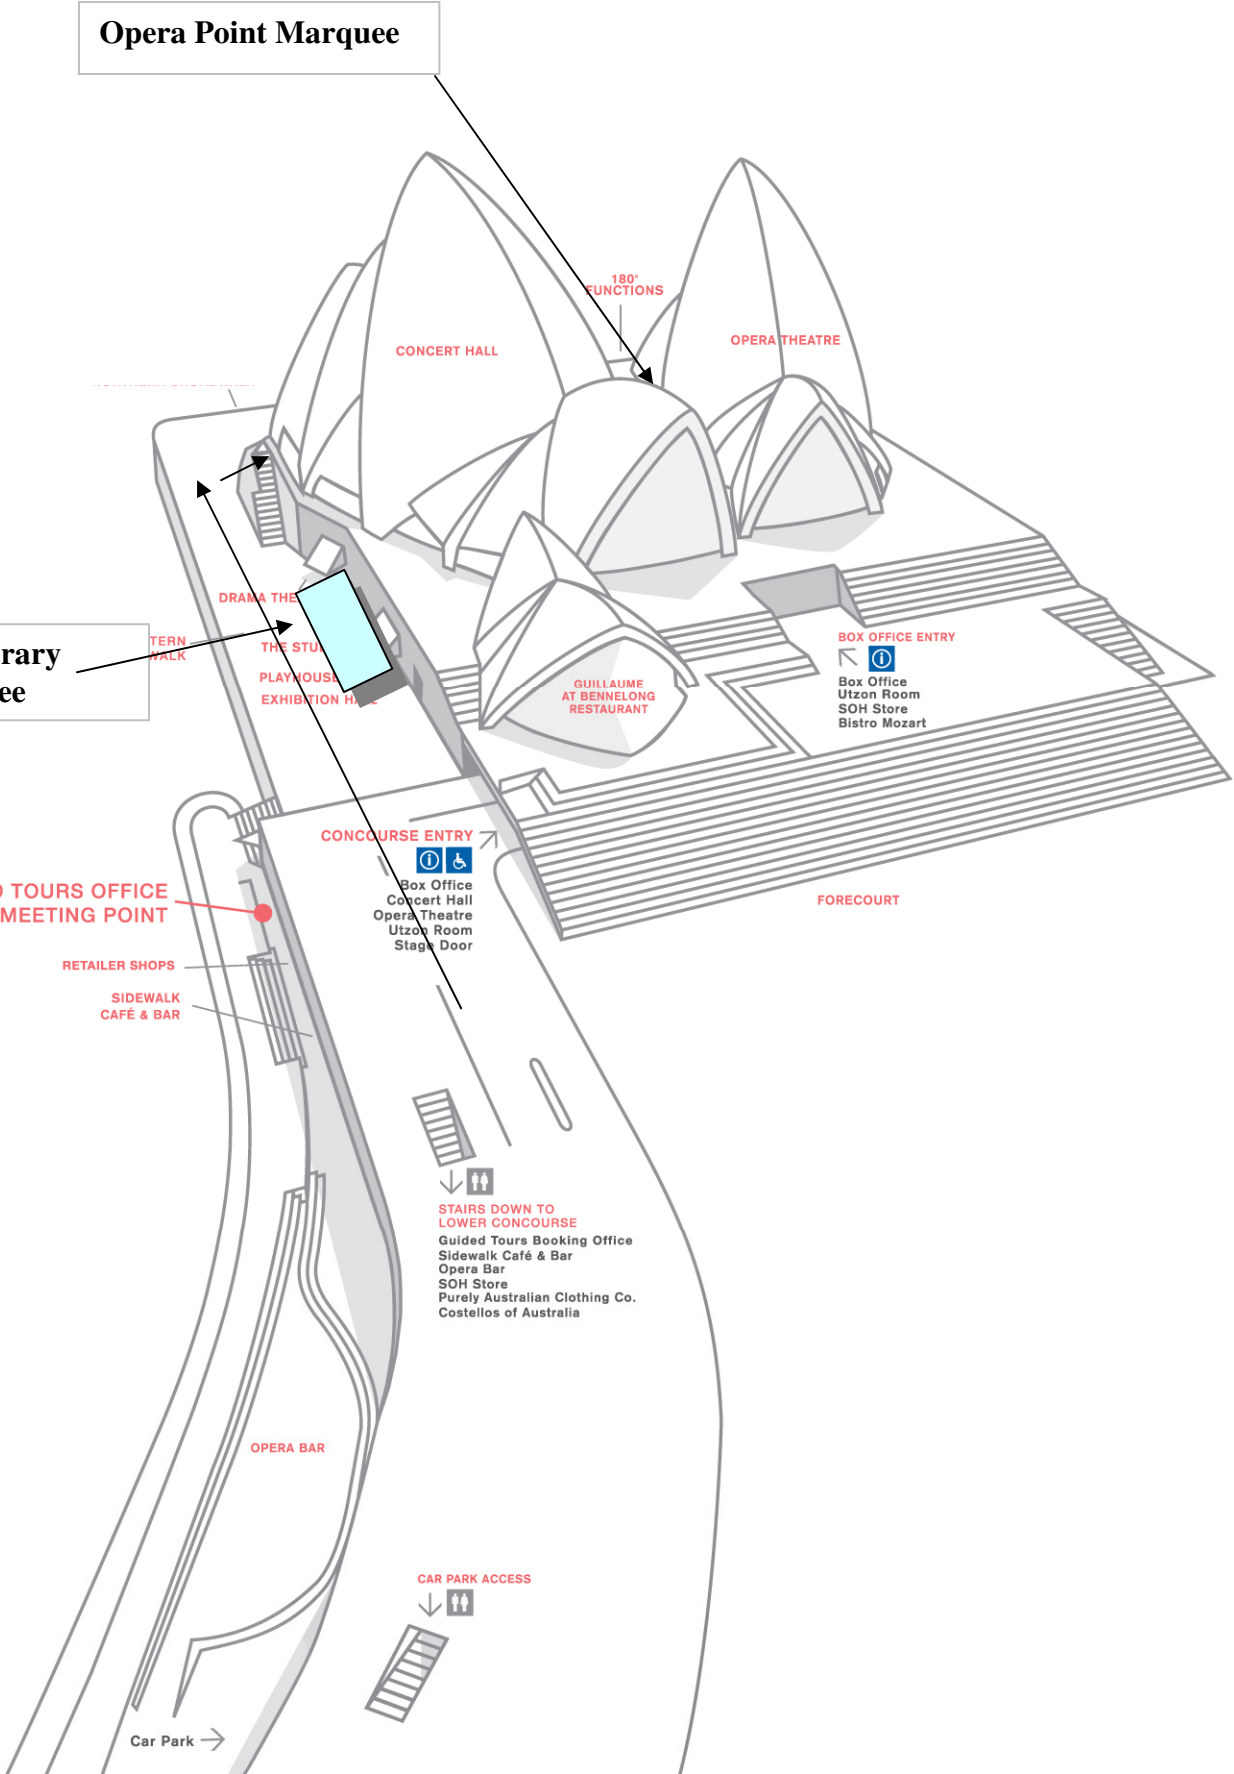 Opera Point Marquee
180°
FUNCTIONS
OPERA THEATRE
CONCERT HALL
DRAMA THE
TERN
WALK
THE STU
PLAYHOUSE
EXHIBITION HA
rary
ee
GUILLAUME
AT BENNELONG
RESTAURANT
BOX OFFICE ENTRY
Box Office
Utzon Room
SOH Store
Bistro Mozart
CONCOURSE ENTRY
Box Office
Concert Hall
Opera Theatre
Utzon Room
Stage Door
FORECOURT
TOURS OFFICE
MEETING POINT
RETAILER SHOPS
SIDEWALK
CAFÉ & BAR
STAIRS DOWN TO
LOWER CONCOURSE
Guided Tours Booking Office
Sidewalk Café & Bar
Opera Bar
SOH Store
Purely Australian Clothing Co.
Costellos of Australia
OPERA BAR
CAR PARK ACCESS
Car Park